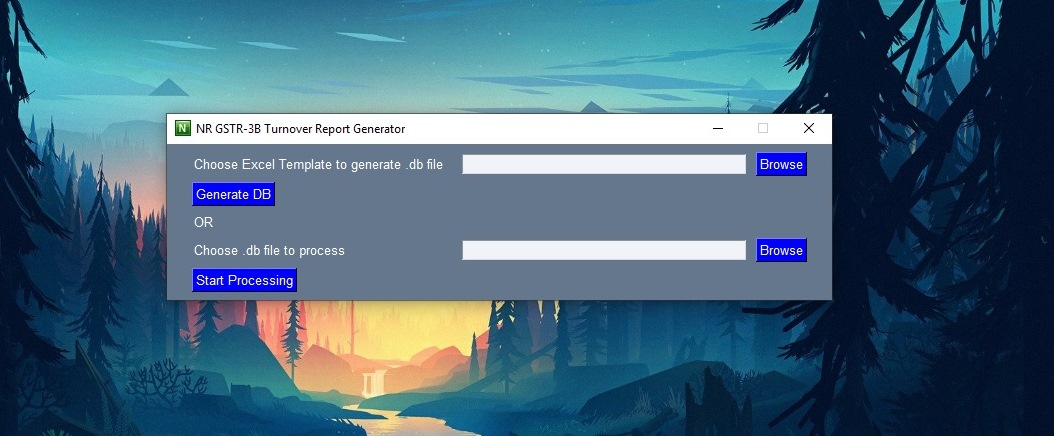 N NR GSTR-3B Turnover Report Generator
Choose Excel Template to generate .db file Browse
Generate DB
OR
Choose .db file to process Browse
Start Processing